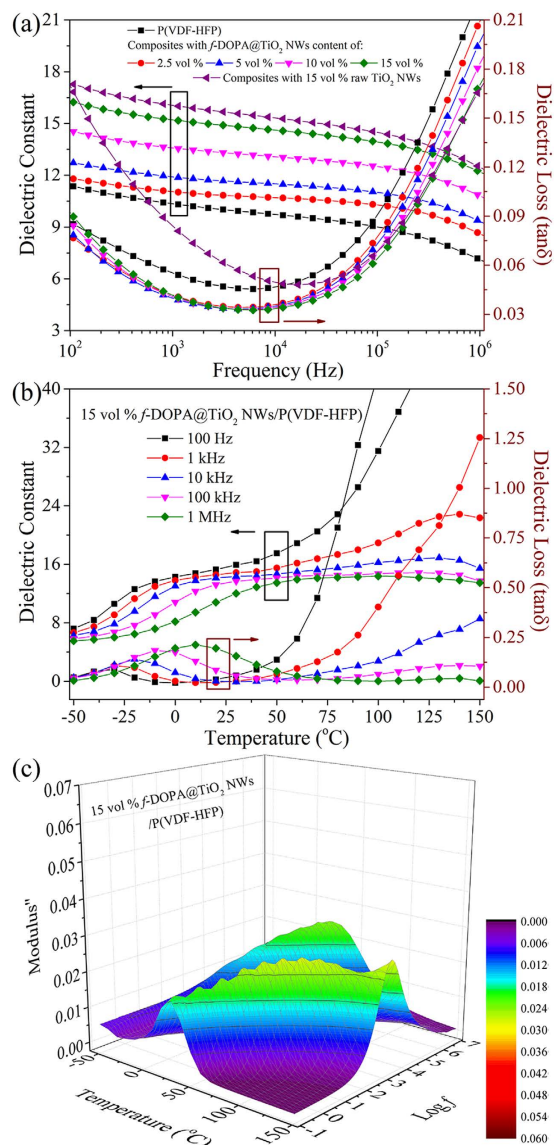 (a)
P(VDF-HFP)
Composites with f-DOPA@TiO2 NWs content of:
2.5 vol % 5 vol % 10 vol % 15 vol %
Composites with 15 vol % raw TiO2 NWs
27
24
21
18
15
12
9
6
3
Dielectric Constant
0.21
0.18
0.15
0.12
0.09
0.06
0.03
Dielectric Loss (tanδ)
10^2 10^3 10^4 10^5 10^6
Frequency (Hz)
(b)
15 vol % f-DOPA@TiO2 NWs/P(VDF-HFP)
100 Hz
1 kHz
10 kHz
100 kHz
1 MHz
40
32
24
16
8
0
Dielectric Constant
1.50
1.25
1.00
0.75
0.50
0.25
0.00
Dielectric Loss (tanδ)
-50 -25 0 25 50 75 100 125 150
Temperature (°C)
(c)
15 vol % f-DOPA@TiO2 NWs
/P(VDF-HFP)
0.07
0.06
0.05
0.04
0.03
0.02
0.01
0.00
Modulus"
-50 0 50 100 150
Temperature (°C)
-1 0 1 2 3 4 5 6 7
Log f
0.000
0.006
0.012
0.018
0.024
0.030
0.036
0.042
0.048
0.054
0.060